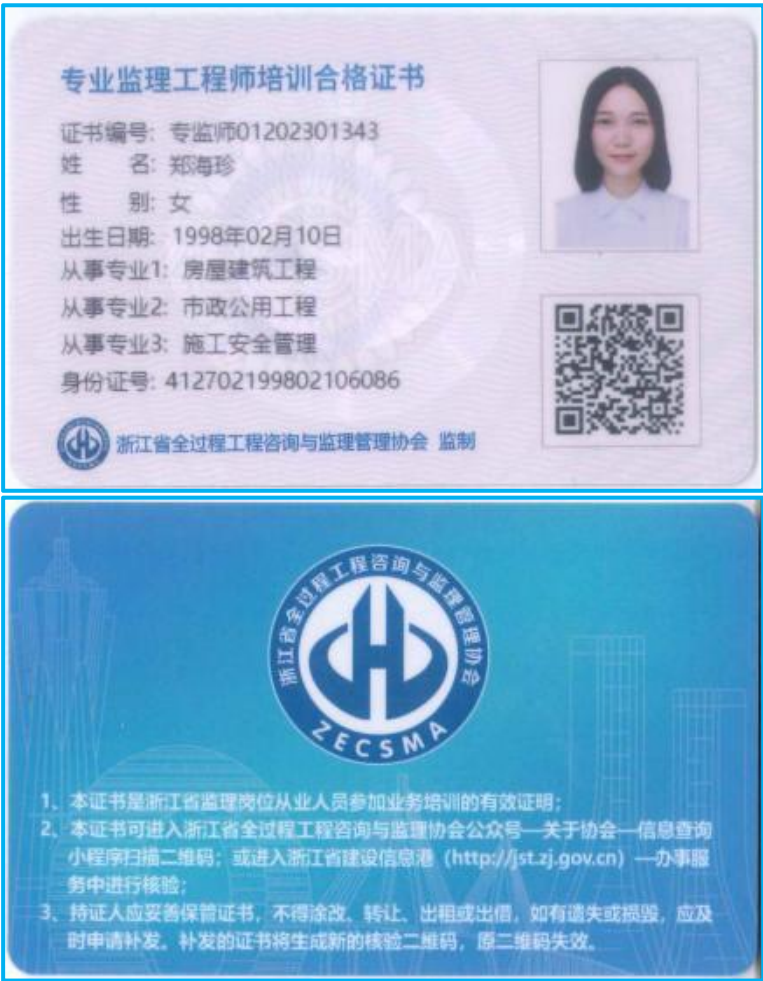 专业监理工程师培训合格证书
证书编号: 专监师01202301343
姓 名: 郑海珍
性 别: 女
出生日期: 1998年02月10日
从事专业1: 房屋建筑工程
从事专业2: 市政公用工程
从事专业3: 施工安全管理
身份证号: 412702199802106086
浙江省全过程工程咨询与监理管理协会 监制
浙江省全过程工程咨询与监理管理协会
ZECSMA
1、本证书是浙江省监理岗位从业人员参加业务培训的有效证明;
2、本证书可进入浙江省全过程工程咨询与监理协会公众号—关于协会—信息查询
小程序扫描二维码; 或进入浙江省建设信息港 (http://jst.zj.gov.cn) —办事服
务中进行核验;
3、持证人应妥善保管证书, 不得涂改、转让、出租或出借, 如有遗失或损毁, 应及
时申请补发。补发的证书将生成新的核验二维码, 原二维码失效。